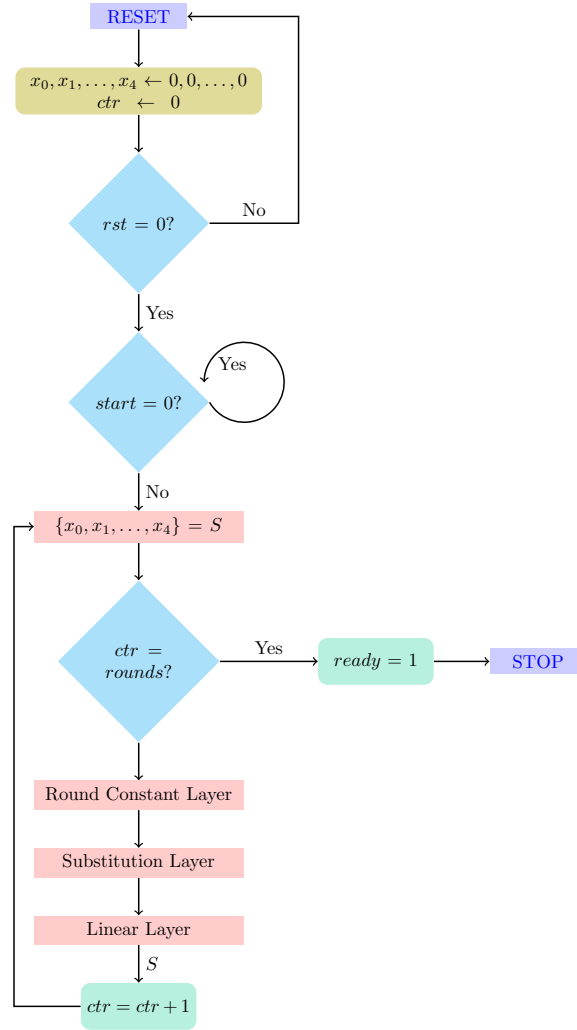 RESET
x₀, x₁, …, x₄ ← 0, 0, …, 0
ctr ← 0
rst = 0?
No
Yes
Yes
start = 0?
No
{x₀, x₁, …, x₄} = S
ctr =
rounds?
Yes
ready = 1
STOP
Round Constant Layer
Substitution Layer
Linear Layer
S
ctr = ctr + 1